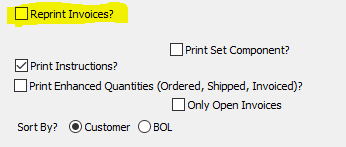 Reprint Invoices?
Print Set Component?
Print Instructions?
Print Enhanced Quantities (Ordered, Shipped, Invoiced)?
Only Open Invoices
Sort By? Customer BOL